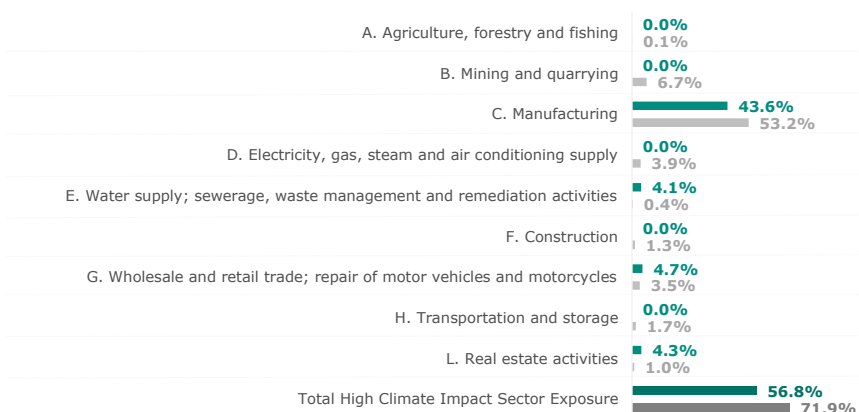 A. Agriculture, forestry and fishing 0.0%
0.1%
B. Mining and quarrying 0.0%
6.7%
C. Manufacturing 43.6%
53.2%
D. Electricity, gas, steam and air conditioning supply 0.0%
3.9%
E. Water supply; sewerage, waste management and remediation activities 4.1%
0.4%
F. Construction 0.0%
1.3%
G. Wholesale and retail trade; repair of motor vehicles and motorcycles 4.7%
3.5%
H. Transportation and storage 0.0%
1.7%
L. Real estate activities 4.3%
1.0%
Total High Climate Impact Sector Exposure 56.8%
71.9%